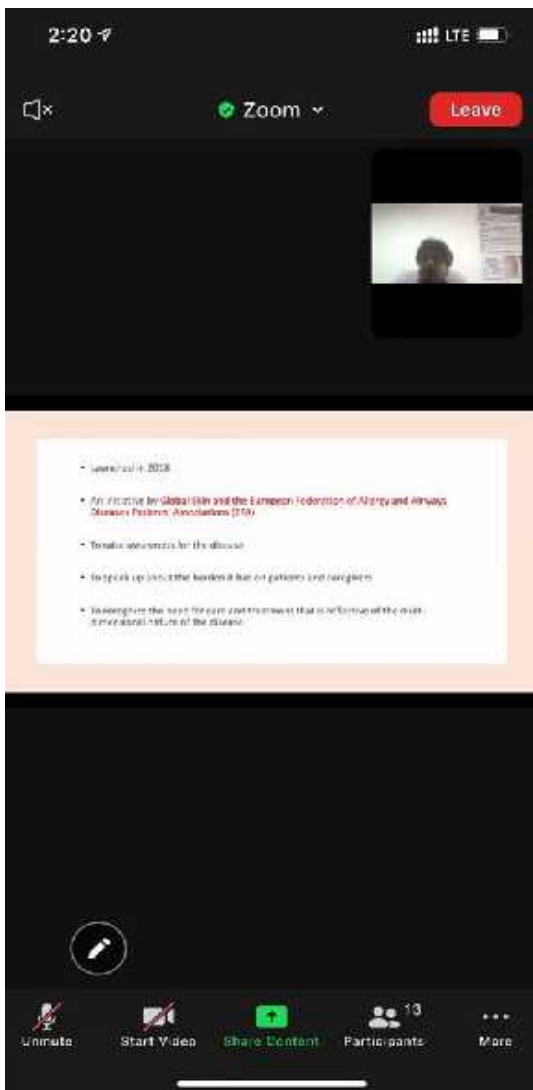 2:20
LTE
Zoom
Leave
• Launched in 2018
• An initiative by Global Skin and the European Federation of Allergy and Airways
Diseases Patients' Associations (EFA)
• To raise awareness for the disease
• To speak up about the burden it has on patients and caregivers
• To recognize the need for care and treatment that is reflective of the multi-
dimensional nature of the disease
Unmute
Start Video
Share Content
13
Participants
More